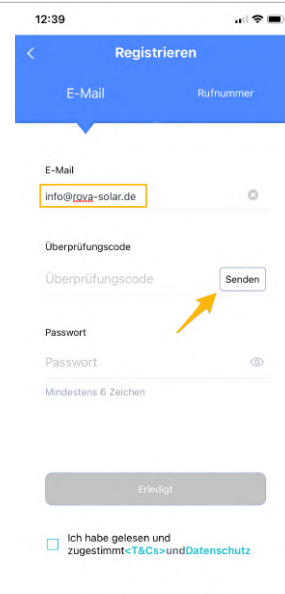 12:39
Registrieren
E-Mail
Rufnummer
E-Mail
info@rova-solar.de
Überprüfungscode
Überprüfungscode
Senden
Passwort
Passwort
Mindestens 6 Zeichen
Erledigt
Ich habe gelesen und
zugestimmt<T&Cs>undDatenschutz